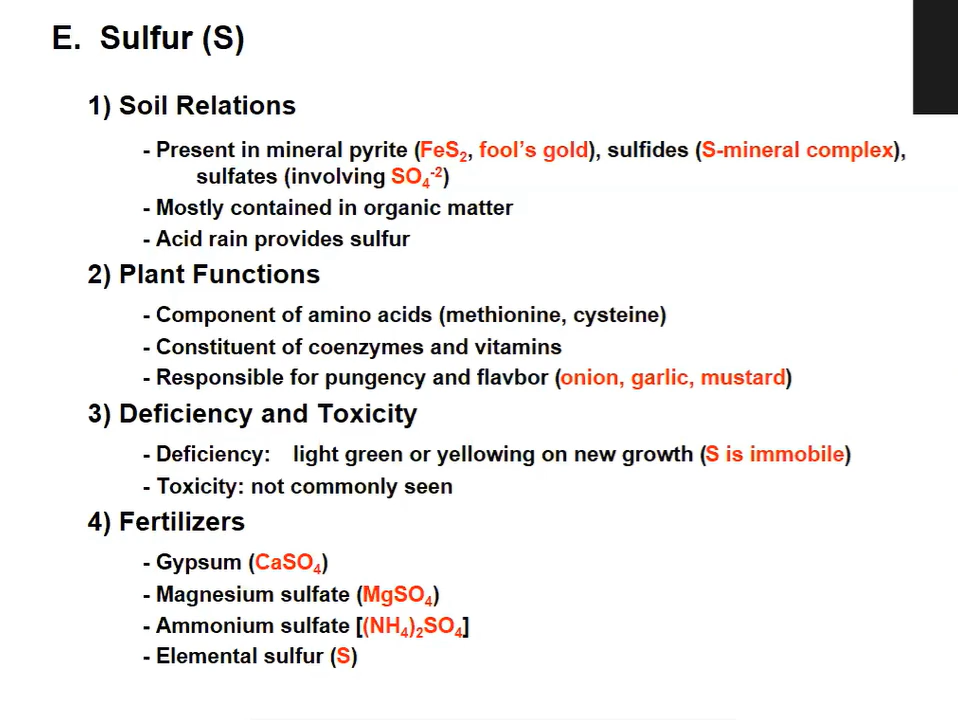 E. Sulfur (S)
1) Soil Relations
- Present in mineral pyrite (FeS₂, fool's gold), sulfides (S-mineral complex),
sulfates (involving SO₄⁻²)
- Mostly contained in organic matter
- Acid rain provides sulfur
2) Plant Functions
- Component of amino acids (methionine, cysteine)
- Constituent of coenzymes and vitamins
- Responsible for pungency and flavbor (onion, garlic, mustard)
3) Deficiency and Toxicity
- Deficiency: light green or yellowing on new growth (S is immobile)
- Toxicity: not commonly seen
4) Fertilizers
- Gypsum (CaSO₄)
- Magnesium sulfate (MgSO₄)
- Ammonium sulfate [(NH₄)₂SO₄]
- Elemental sulfur (S)